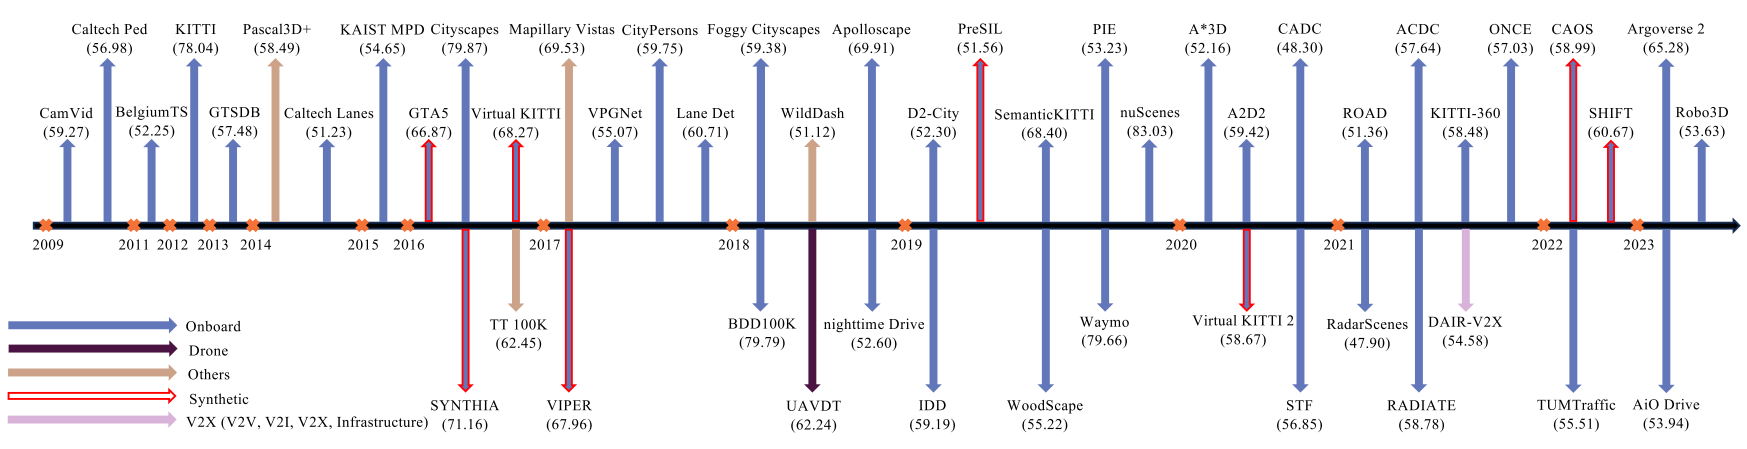 Caltech Ped KITTI Pascal3D+ KAIST MPD Cityscapes Mapillary Vistas CityPersons Foggy Cityscapes Apolloscape PreSIL PIE A*3D CADC ACDC ONCE CAOS Argoverse 2
(56.98) (78.04) (58.49) (54.65) (79.87) (69.53) (59.75) (59.38) (69.91) (51.56) (53.23) (52.16) (48.30) (57.64) (57.03) (58.99) (65.28)
CamVid BelgiumTS GTSDB Caltech Lanes GTA5 Virtual KITTI VPGNet Lane Det WildDash D2-City SemanticKITTI nuScenes A2D2 ROAD KITTI-360 SHIFT Robo3D
(59.27) (52.25) (57.48) (51.23) (66.87) (68.27) (55.07) (60.71) (51.12) (52.30) (68.40) (83.03) (59.42) (51.36) (58.48) (60.67) (53.63)
2009 2011 2012 2013 2014 2015 2016 2017 2018 2019 2020 2021 2022 2023
TT 100K BDD100K nighttime Drive Waymo Virtual KITTI 2 RadarScenes DAIR-V2X
(62.45) (79.79) (52.60) (79.66) (58.67) (47.90) (54.58)
SYNTHIA VIPER UAVDT IDD WoodScape STF RADIATE TUMTraffic AiO Drive
(71.16) (67.96) (62.24) (59.19) (55.22) (56.85) (58.78) (55.51) (53.94)
Onboard
Drone
Others
Synthetic
V2X (V2V, V2I, V2X, Infrastructure)